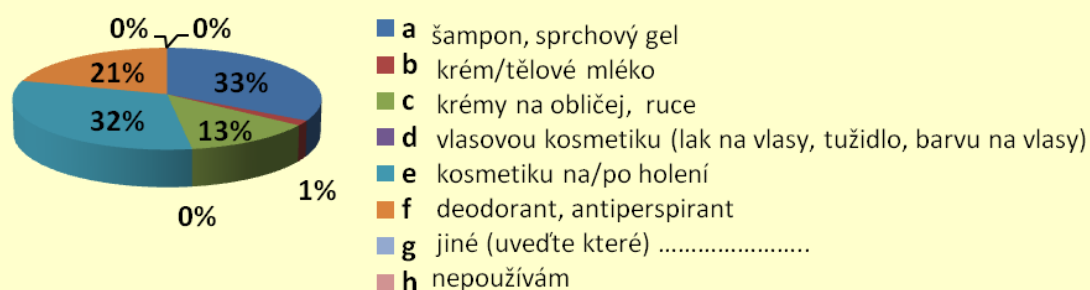 0% 0%
21% 33%
32% 13%
1%
0%
a šampon, sprchový gel
b krém/tělové mléko
c krémy na obličej, ruce
d vlasovou kosmetiku (lak na vlasy, tužidlo, barvu na vlasy)
e kosmetiku na/po holení
f deodorant, antiperspirant
g jiné (uveďte které) …………………..
h nepoužívám